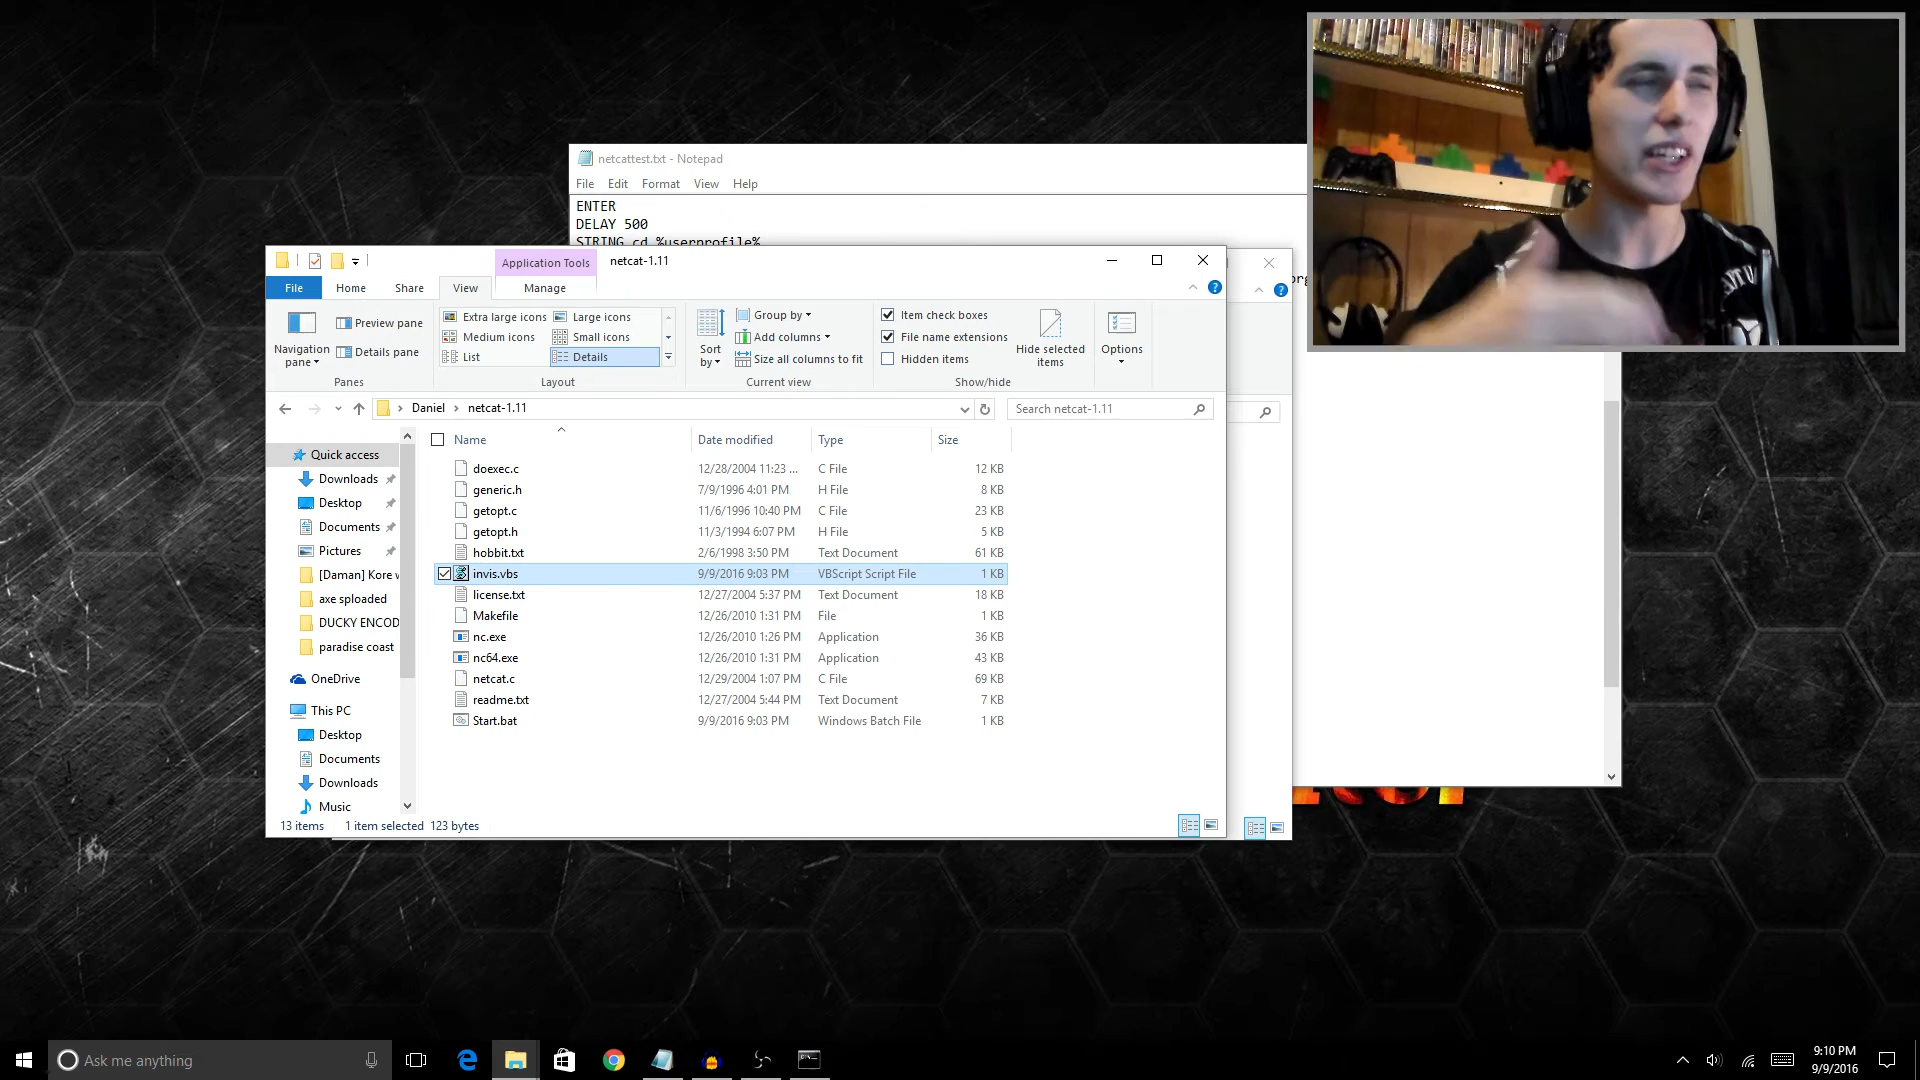 netcattest.txt - Notepad
File Edit Format View Help
ENTER
DELAY 500
STRING cd %userprofile%
Application Tools
netcat-1.11
File Home Share View Manage
Navigation pane
Preview pane
Details pane
Panes
Extra large icons Large icons
Medium icons Small icons
List Details
Layout
Sort by
Group by
Add columns
Size all columns to fit
Current view
Item check boxes
File name extensions
Hidden items
Hide selected items
Show/hide
Options
Daniel netcat-1.11
Search netcat-1.11
Quick access
Downloads
Desktop
Documents
Pictures
[Daman] Kore w
axe sploaded
DUCKY ENCOD
paradise coast
OneDrive
This PC
Desktop
Documents
Downloads
Music
Name Date modified Type Size
doexec.c 12/28/2004 11:23 ... C File 12 KB
generic.h 7/9/1996 4:01 PM H File 8 KB
getopt.c 11/6/1996 10:40 PM C File 23 KB
getopt.h 11/3/1994 6:07 PM H File 5 KB
hobbit.txt 2/6/1998 3:50 PM Text Document 61 KB
invis.vbs 9/9/2016 9:03 PM VBScript Script File 1 KB
license.txt 12/27/2004 5:37 PM Text Document 18 KB
Makefile 12/26/2010 1:31 PM File 1 KB
nc.exe 12/26/2010 1:26 PM Application 36 KB
nc64.exe 12/26/2010 1:31 PM Application 43 KB
netcat.c 12/29/2004 1:07 PM C File 69 KB
readme.txt 12/27/2004 5:44 PM Text Document 7 KB
Start.bat 9/9/2016 9:03 PM Windows Batch File 1 KB
13 items 1 item selected 123 bytes
Ask me anything
9:10 PM
9/9/2016